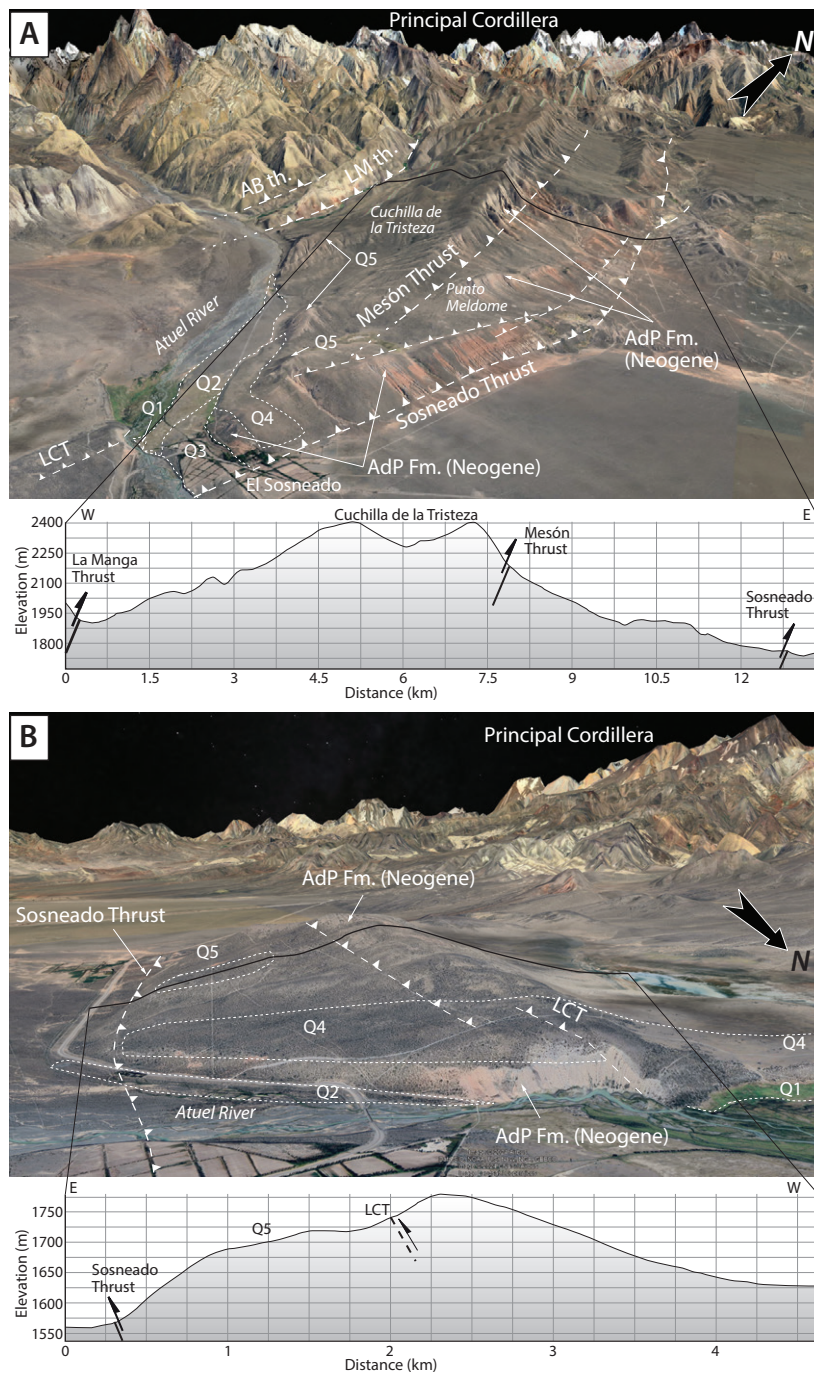 A
Principal Cordillera
N
AB th.
LM th.
Cuchilla de
la Tristeza
Q5
Mesón Thrust
Punto
Meldome
Atuel River
Q5
AdP Fm.
(Neogene)
Q2
Sosneado Thrust
Q1
Q4
LCT
Q3
AdP Fm. (Neogene)
El Sosneado
W
Cuchilla de la Tristeza
E
2400
2250
2100
1950
1800
Elevation (m)
La Manga
Thrust
Mesón
Thrust
Sosneado
Thrust
0
1.5
3
4.5
6
7.5
9
10.5
12
Distance (km)
B
Principal Cordillera
AdP Fm. (Neogene)
Sosneado Thrust
N
Q5
LCT
Q4
Q4
Q2
Q1
Atuel River
AdP Fm. (Neogene)
E
W
1750
1700
1650
1600
1550
Elevation (m)
LCT
Q5
Sosneado
Thrust
0
1
2
3
4
Distance (km)